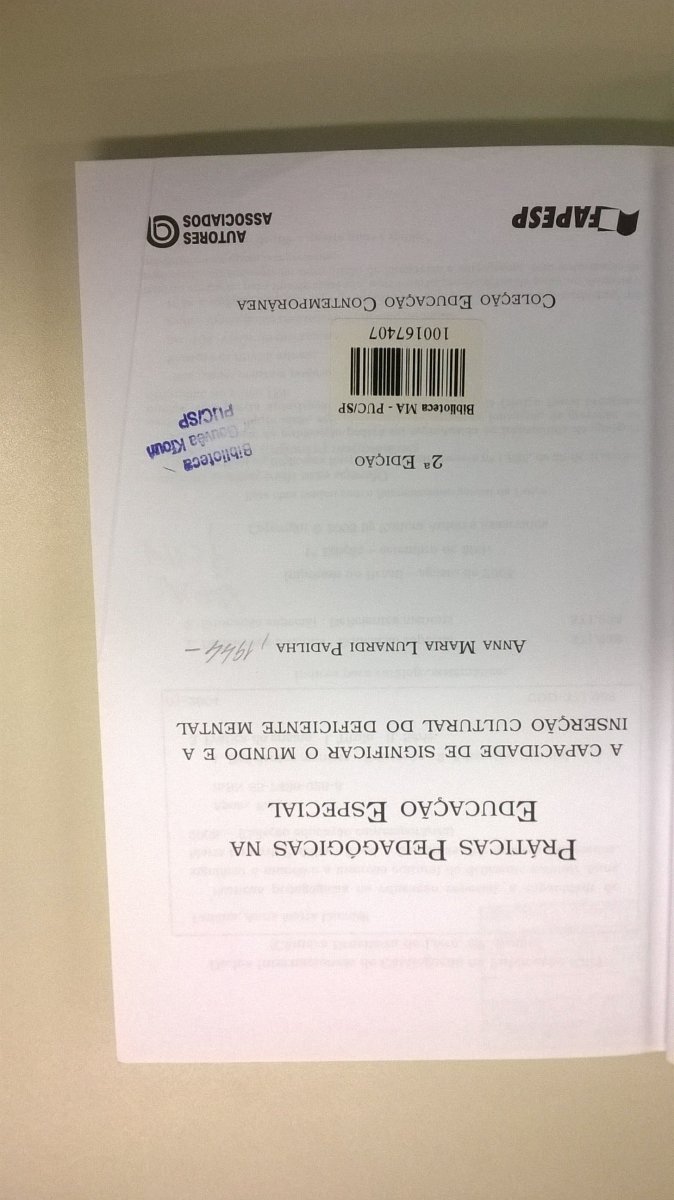 PRÁTICAS PEDAGÓGICAS NA
EDUCAÇÃO ESPECIAL
A CAPACIDADE DE SIGNIFICAR O MUNDO E A
INSERÇÃO CULTURAL DO DEFICIENTE MENTAL
ANNA MARIA LUNARDI PADILHA , 1944 -
2ª EDIÇÃO
Biblioteca
PUC/SP
Biblioteca MA - PUC/SP
100167407
COLEÇÃO EDUCAÇÃO CONTEMPORÂNEA
FAPESP
AUTORES
ASSOCIADOS